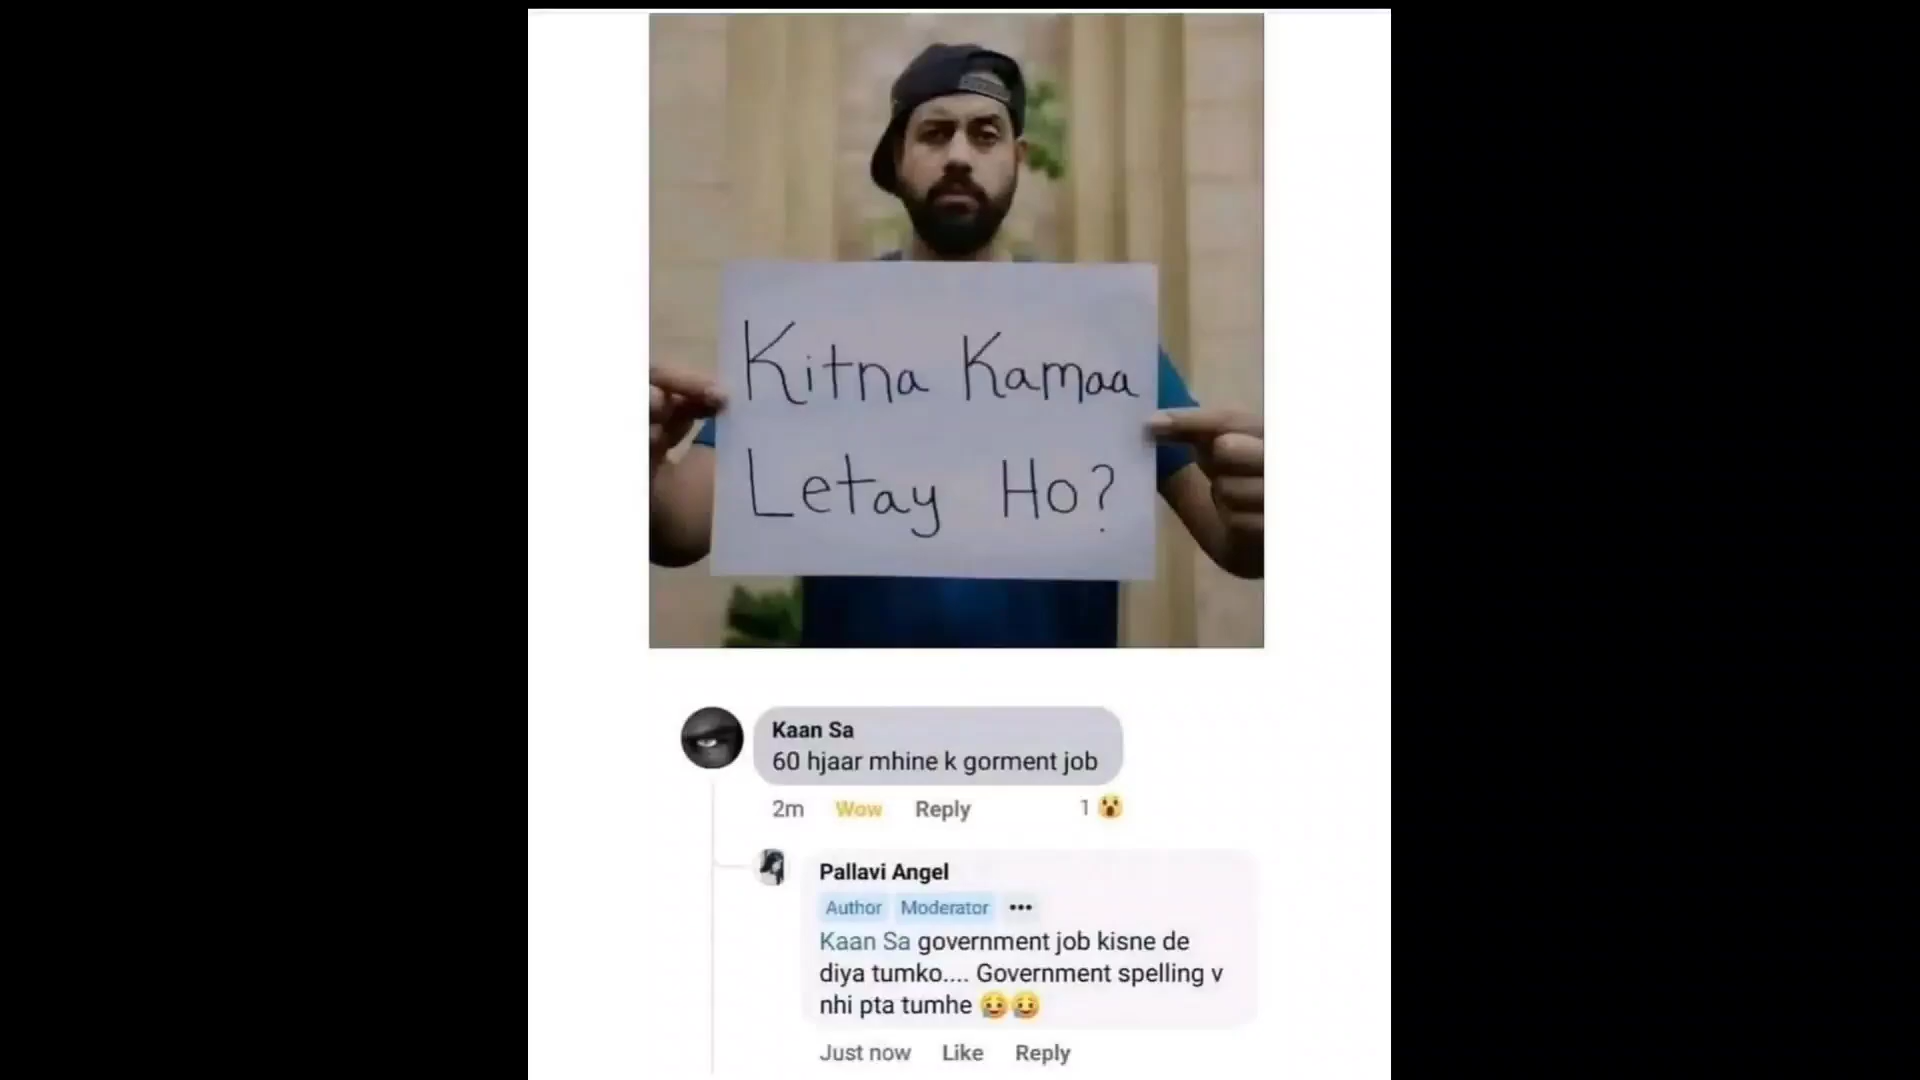 Kitna Kamaa
Letay Ho?
Kaan Sa
60 hjaar mhine k gorment job
2m Wow Reply 1 😮
Pallavi Angel
Author Moderator •••
Kaan Sa government job kisne de
diya tumko.... Government spelling v
nhi pta tumhe 🥲🥲
Just now Like Reply